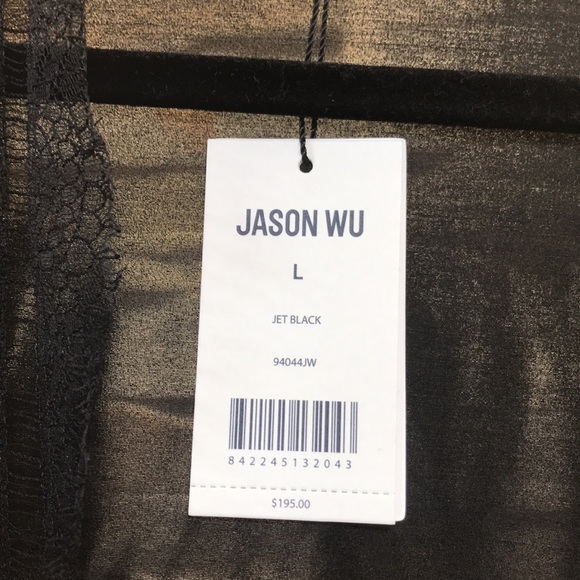 JASON WU
L
JET BLACK
94044JW
842245132043
$195.00